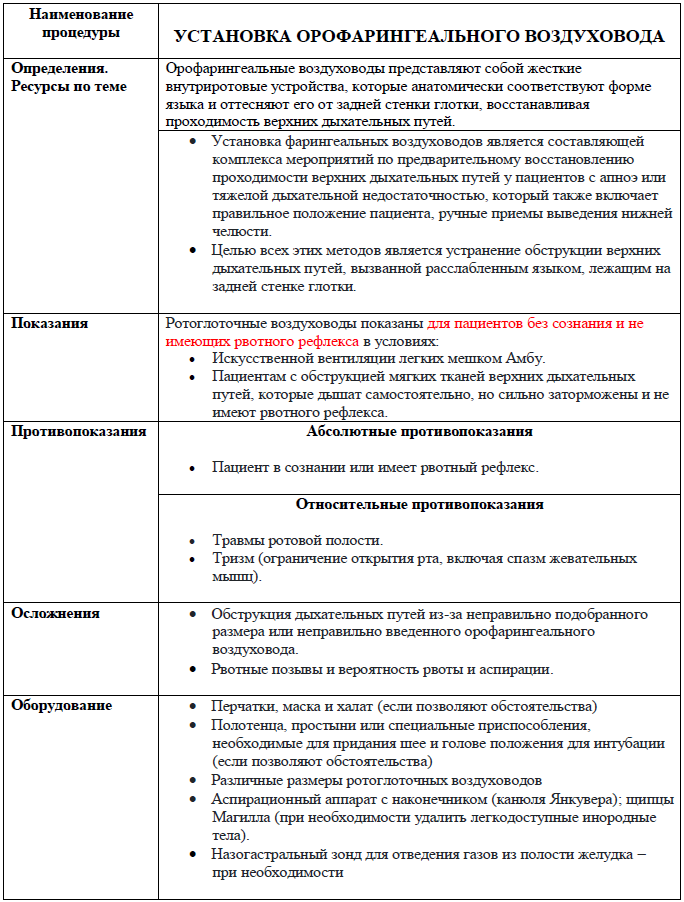 Наименование
процедуры
УСТАНОВКА ОРОФАРИНГЕАЛЬНОГО ВОЗДУХОВОДА
Определения.
Ресурсы по теме
Орофарингеальные воздуховоды представляют собой жесткие
внутриротовые устройства, которые анатомически соответствуют форме
языка и оттесняют его от задней стенки глотки, восстанавливая
проходимость верхних дыхательных путей.
• Установка фарингеальных воздуховодов является составляющей
комплекса мероприятий по предварительному восстановлению
проходимости верхних дыхательных путей у пациентов с апноэ или
тяжелой дыхательной недостаточностью, который также включает
правильное положение пациента, ручные приемы выведения нижней
челюсти.
• Целью всех этих методов является устранение обструкции верхних
дыхательных путей, вызванной расслабленным языком, лежащим на
задней стенке глотки.
Показания
Ротоглоточные воздуховоды показаны для пациентов без сознания и не
имеющих рвотного рефлекса в условиях:
• Искусственной вентиляции легких мешком Амбу.
• Пациентам с обструкцией мягких тканей верхних дыхательных
путей, которые дышат самостоятельно, но сильно заторможены и не
имеют рвотного рефлекса.
Противопоказания
Абсолютные противопоказания
• Пациент в сознании или имеет рвотный рефлекс.
Относительные противопоказания
• Травмы ротовой полости.
• Тризм (ограничение открытия рта, включая спазм жевательных
мышц).
Осложнения
• Обструкция дыхательных путей из-за неправильно подобранного
размера или неправильно введенного орофарингеального
воздуховода.
• Рвотные позывы и вероятность рвоты и аспирации.
Оборудование
• Перчатки, маска и халат (если позволяют обстоятельства)
• Полотенца, простыни или специальные приспособления,
необходимые для придания шее и голове положения для интубации
(если позволяют обстоятельства)
• Различные размеры ротоглоточных воздуховодов
• Аспирационный аппарат с наконечником (канюля Янкувера); щипцы
Магилла (при необходимости удалить легкодоступные инородные
тела).
• Назогастральный зонд для отведения газов из полости желудка –
при необходимости